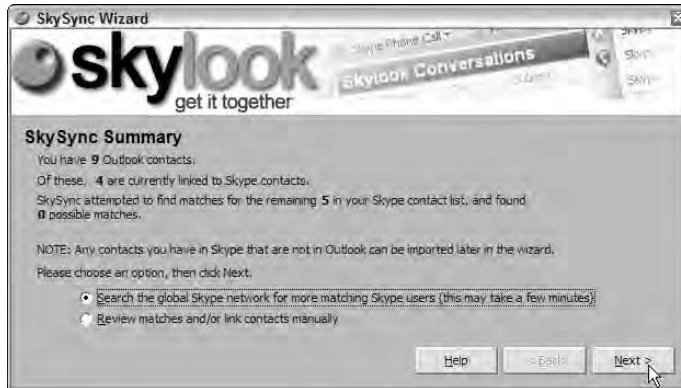 SkySync Wizard
skylook
get it together
Skype Phone Call
Skylook Conversations
SkySync Summary
You have 9 Outlook contacts.
Of these, 4 are currently linked to Skype contacts.
SkySync attempted to find matches for the remaining 5 in your Skype contact list, and found
0 possible matches.
NOTE: Any contacts you have in Skype that are not in Outlook can be imported later in the wizard.
Please choose an option, then click Next.
Search the global Skype network for more matching Skype users (this may take a few minutes)
Review matches and/or link contacts manually
Help
< Back
Next >